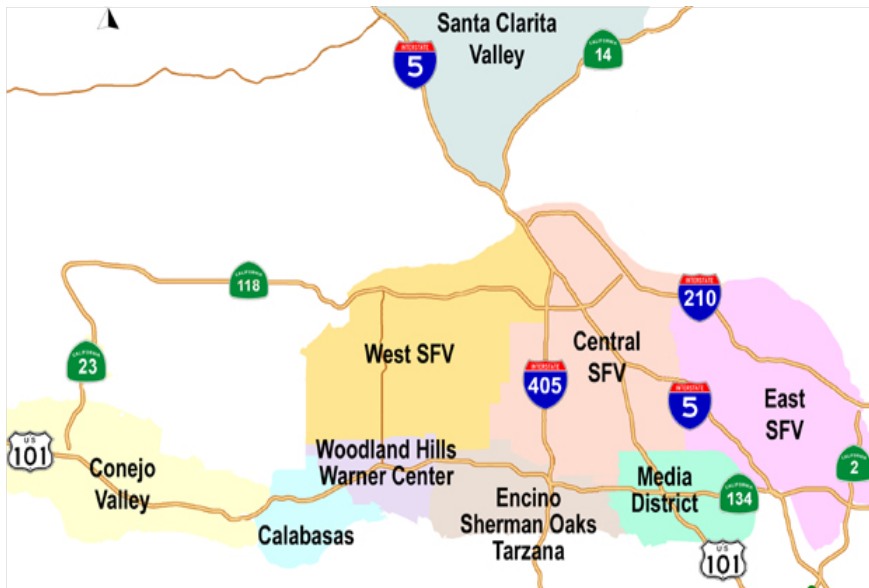 Santa Clarita
Valley
INTERSTATE
5
CALIFORNIA
14
CALIFORNIA
118
INTERSTATE
210
CALIFORNIA
23
West SFV
Central
SFV
INTERSTATE
405
INTERSTATE
5
East
SFV
US
101
Conejo
Valley
Woodland Hills
Warner Center
Calabasas
Encino
Sherman Oaks
Tarzana
Media
District
CALIFORNIA
134
CALIFORNIA
2
US
101